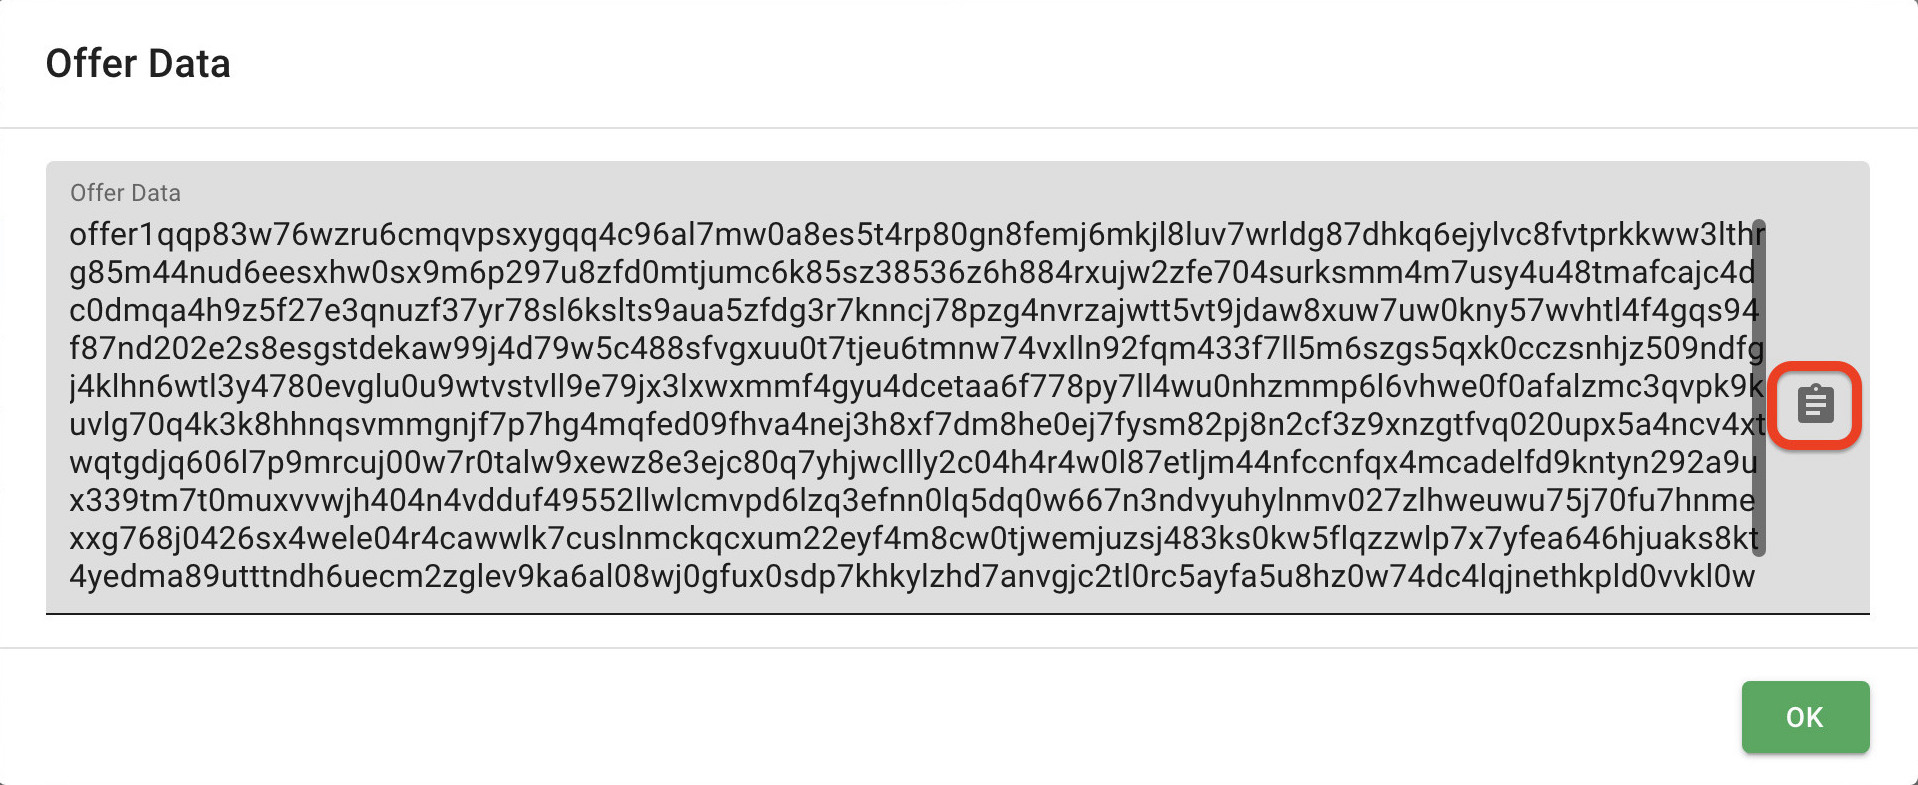 Offer Data
Offer Data
offer1qqp83w76wzru6cmqvpsxygqq4c96al7mw0a8es5t4rp80gn8femj6mkjl8luv7wrldg87dhkq6ejylvc8fvtprkkww3lthr
g85m44nud6eesxhw0sx9m6p297u8zfd0mtjumc6k85sz38536z6h884rxujw2zfe704surksmm4m7usy4u48tmafcajc4d
c0dmqa4h9z5f27e3qnuzf37yr78sl6kslts9aua5zfdg3r7knncj78pzg4nvrzajwtt5vt9jdaw8xuw7uw0kny57wvhtl4f4gqs94
f87nd202e2s8esgstdekaw99j4d79w5c488sfvgxuu0t7tjeu6tmnw74vxlln92fqm433f7ll5m6szgs5qxk0cczsnhjz509ndfg
j4klhn6wtl3y4780evglu0u9wtvstvll9e79jx3lxwxmmf4gyu4dcetaa6f778py7ll4wu0nhzmmp6l6vhwe0f0afalzmc3qvpk9k
uvlg70q4k3k8hhnqsvmmgnjf7p7hg4mqfed09fhva4nej3h8xf7dm8he0ej7fysm82pj8n2cf3z9xnzgtfvq020upx5a4ncv4xt
wqtgdjq606l7p9mrcuj00w7r0talw9xewz8e3ejc80q7yhjwcllly2c04h4r4w0l87etljm44nfccnfqx4mcadelfd9kntyn292a9u
x339tm7t0muxvvwjh404n4vdduf49552llwlcmvpd6lzq3efnn0lq5dq0w667n3ndvyuhylnmv027zlhweuwu75j70fu7hnme
xxg768j0426sx4wele04r4cawwlk7cuslnmckqcxum22eyf4m8cw0tjwemjuzsj483ks0kw5flqzzwlp7x7yfea646hjuaks8kt
4yedma89utttndh6uecm2zglev9ka6al08wj0gfux0sdp7khkylzhd7anvgjc2tl0rc5ayfa5u8hz0w74dc4lqjnethkpld0vvkl0w
OK